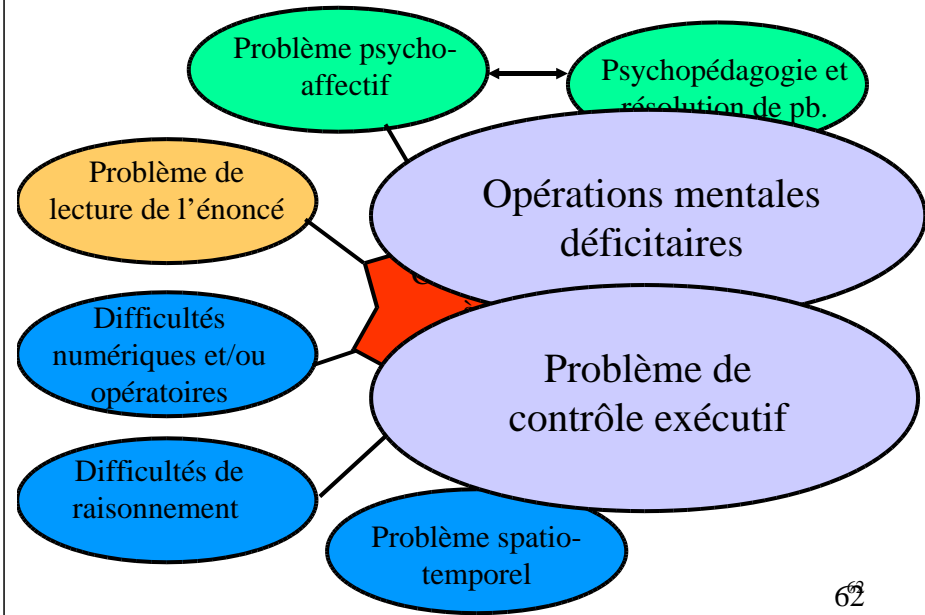 Problème psycho-
affectif
Psychopédagogie et
résolution de pb.
Problème de
lecture de l’énoncé
Opérations mentales
déficitaires
Difficultés
numériques et/ou
opératoires
Problème de
contrôle exécutif
Difficultés de
raisonnement
Problème spatio-
temporel
62